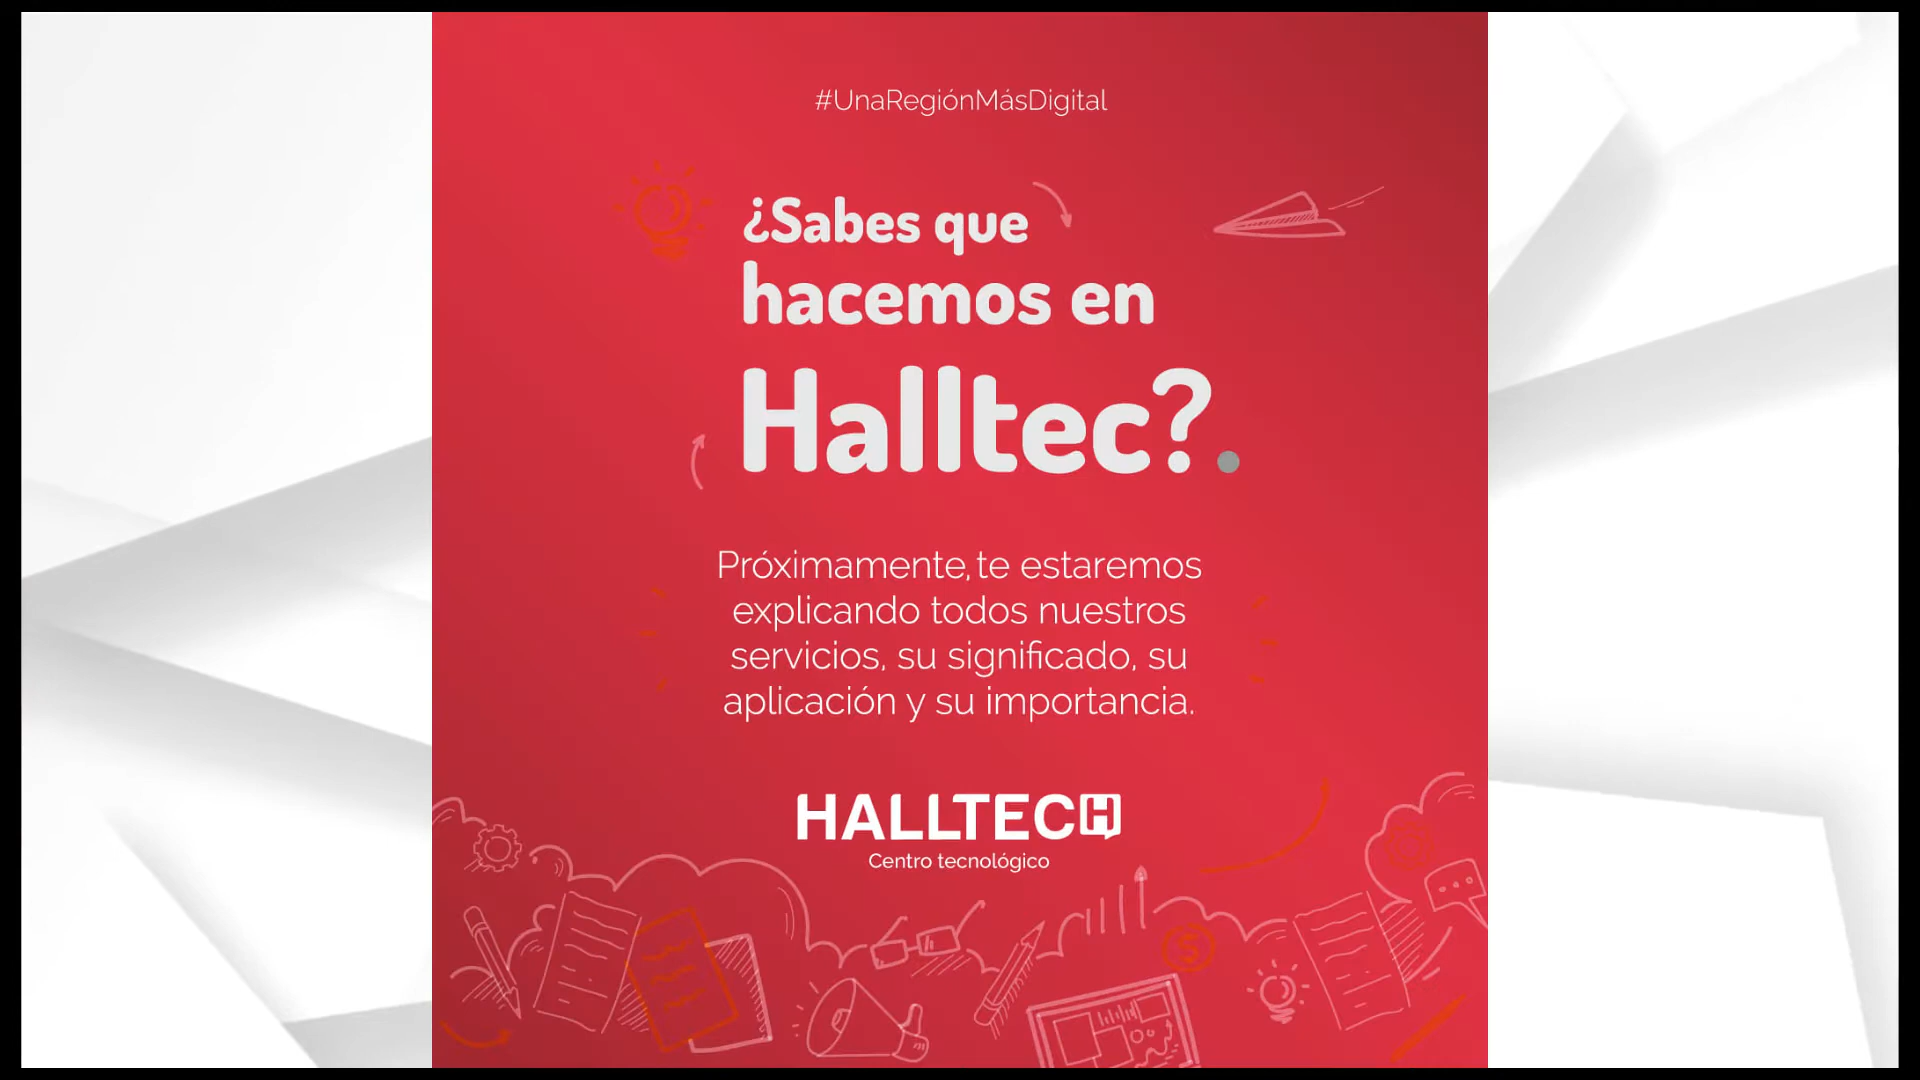 #UnaRegiónMásDigital
¿Sabes que
hacemos en
Halltec?.
Próximamente, te estaremos
explicando todos nuestros
servicios, su significado, su
aplicación y su importancia.
HALLTECH
Centro tecnológico